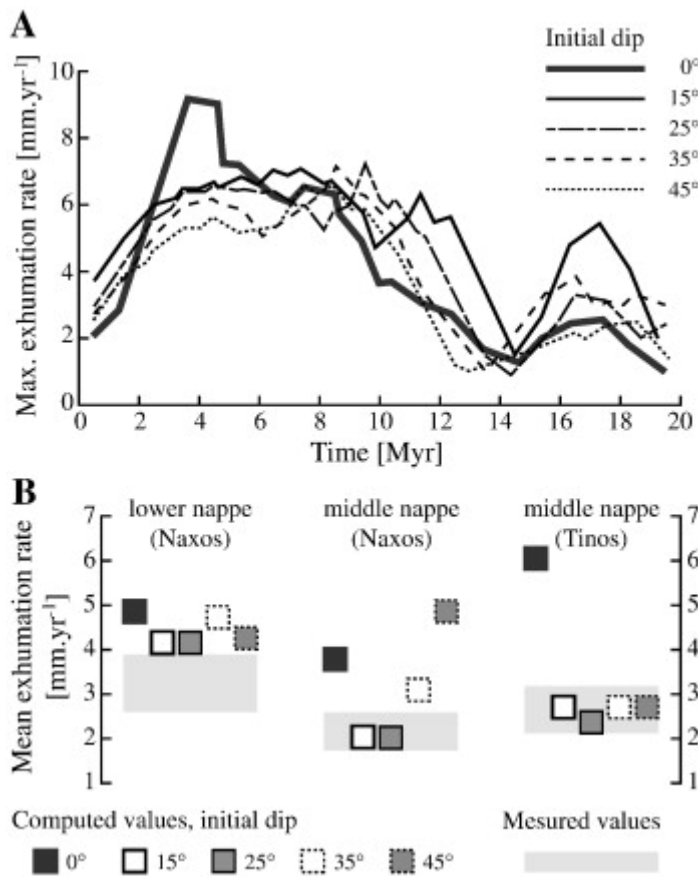 A
Initial dip
0°
15°
25°
35°
45°
Max. exhumation rate [mm.yr-1]
10
8
6
4
2
0
0 2 4 6 8 10 12 14 16 18 20
Time [Myr]
B
lower nappe (Naxos)
middle nappe (Naxos)
middle nappe (Tinos)
Mean exhumation rate [mm.yr-1]
7 7
6 6
5 5
4 4
3 3
2 2
1 1
Computed values, initial dip
Mesured values
0° 15° 25° 35° 45°